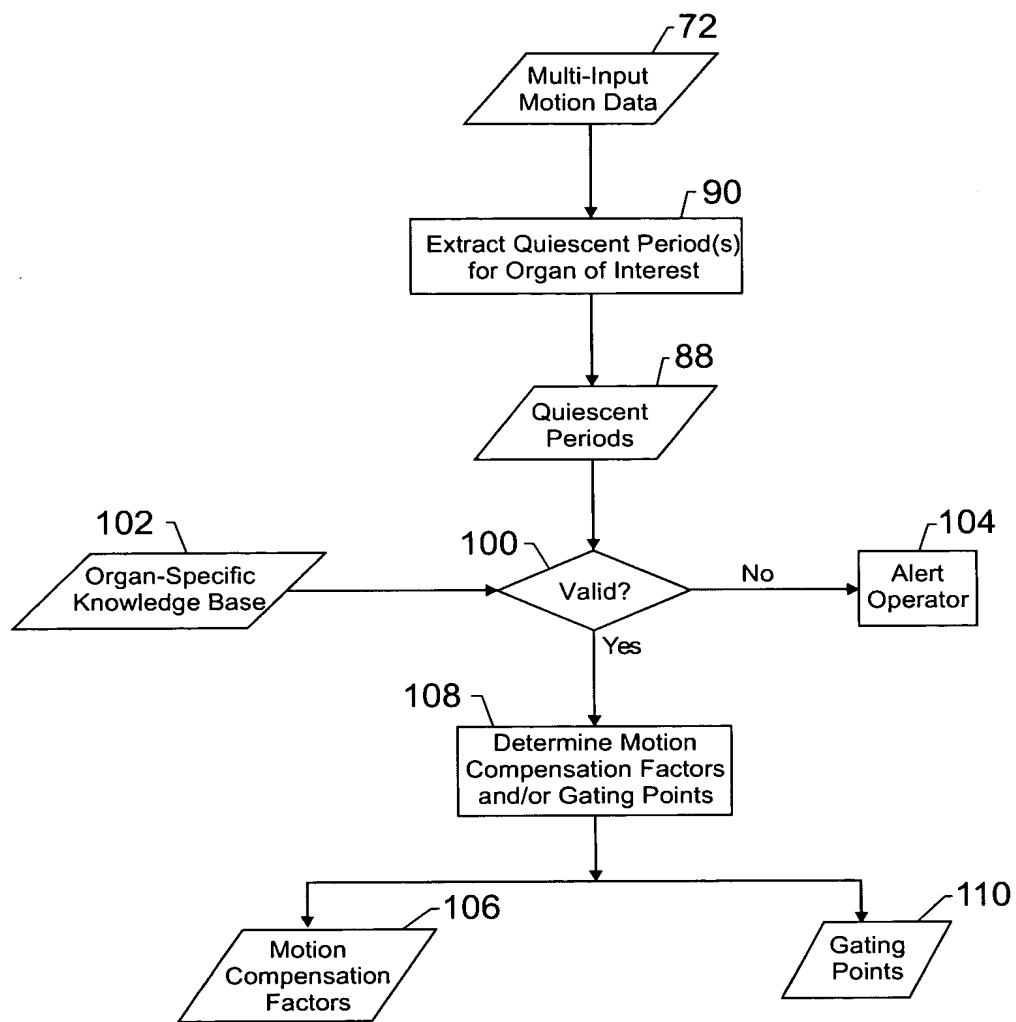 72
Multi-Input
Motion Data
90
Extract Quiescent Period(s)
for Organ of Interest
88
Quiescent
Periods
102
Organ-Specific
Knowledge Base
100
Valid?
No
104
Alert
Operator
Yes
108
Determine Motion
Compensation Factors
and/or Gating Points
106
Motion
Compensation
Factors
110
Gating
Points